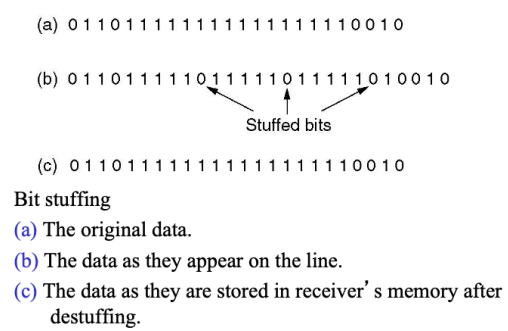 (a) 0 1 1 0 1 1 1 1 1 1 1 1 1 1 1 1 1 1 1 1 0 0 1 0
(b) 0 1 1 0 1 1 1 1 1 0 1 1 1 1 1 0 1 1 1 1 1 0 1 0 0 1 0
Stuffed bits
(c) 0 1 1 0 1 1 1 1 1 1 1 1 1 1 1 1 1 1 1 1 0 0 1 0
Bit stuffing
(a) The original data.
(b) The data as they appear on the line.
(c) The data as they are stored in receiver’s memory after
destuffing.